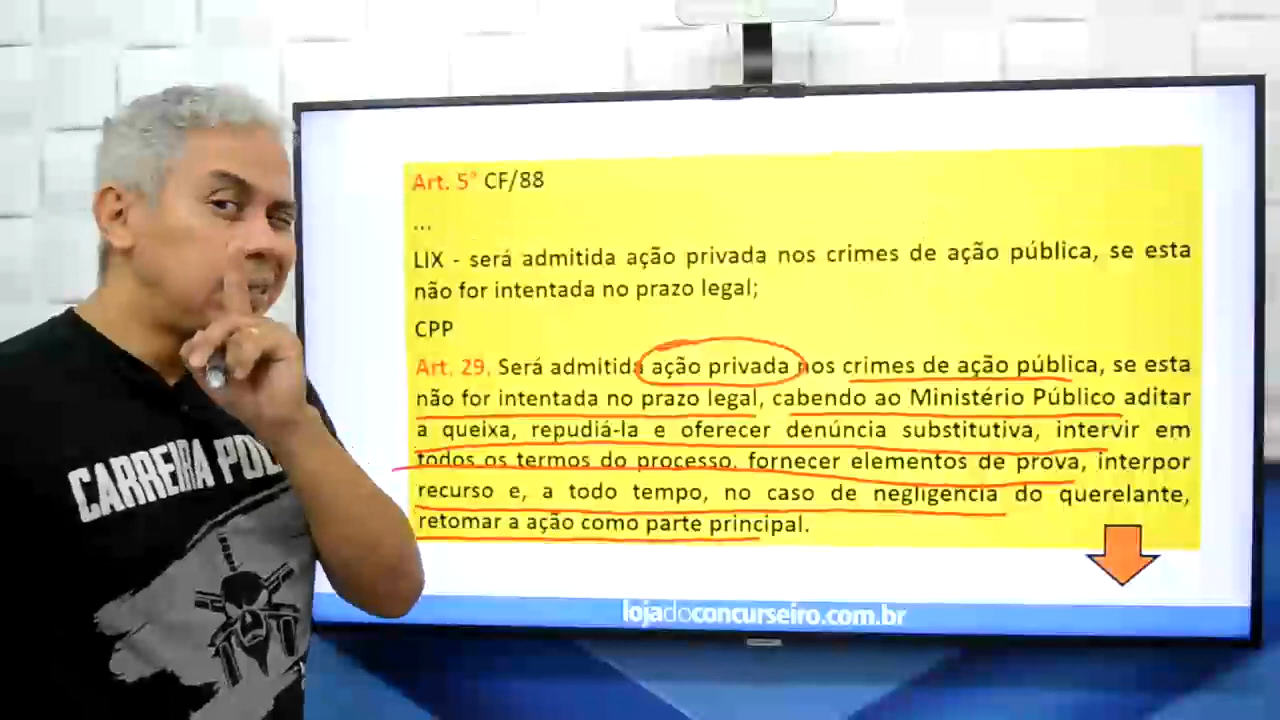 Art. 5° CF/88
...
LIX - será admitida ação privada nos crimes de ação pública, se esta
não for intentada no prazo legal;
CPP
Art. 29. Será admitida ação privada nos crimes de ação pública, se esta
não for intentada no prazo legal, cabendo ao Ministério Público aditar
a queixa, repudiá-la e oferecer denúncia substitutiva, intervir em
todos os termos do processo, fornecer elementos de prova, interpor
recurso e, a todo tempo, no caso de negligência do querelante,
retomar a ação como parte principal.
lojadoconcurseiro.com.br
CARREIRA